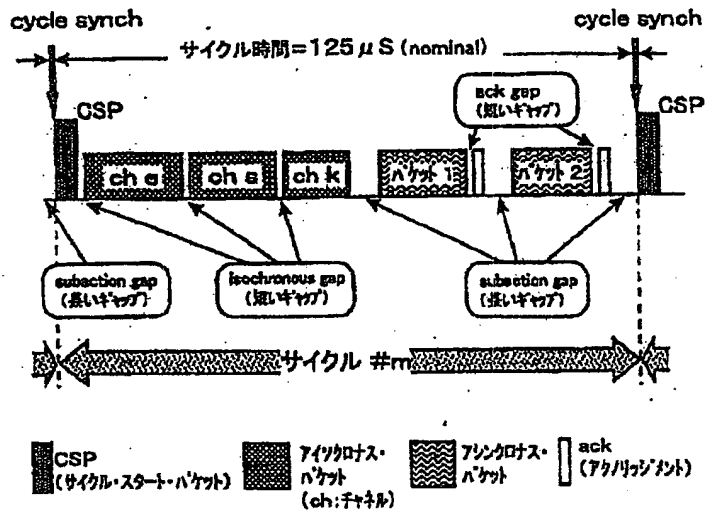 cycle synch
cycle synch
サイクル時間=125μS (nominal)
CSP
ack gap
(短いギャップ)
CSP
ch e
ch s
ch k
パケット 1
パケット 2
subaction gap
(長いギャップ)
isochronous gap
(短いギャップ)
subaction gap
(長いギャップ)
サイクル #m
CSP
(サイクル・スタート・パケット)
アイソクロナス・
パケット
(ch:チャネル)
アシンクロナス・
パケット
ack
(アクノリッジメント)